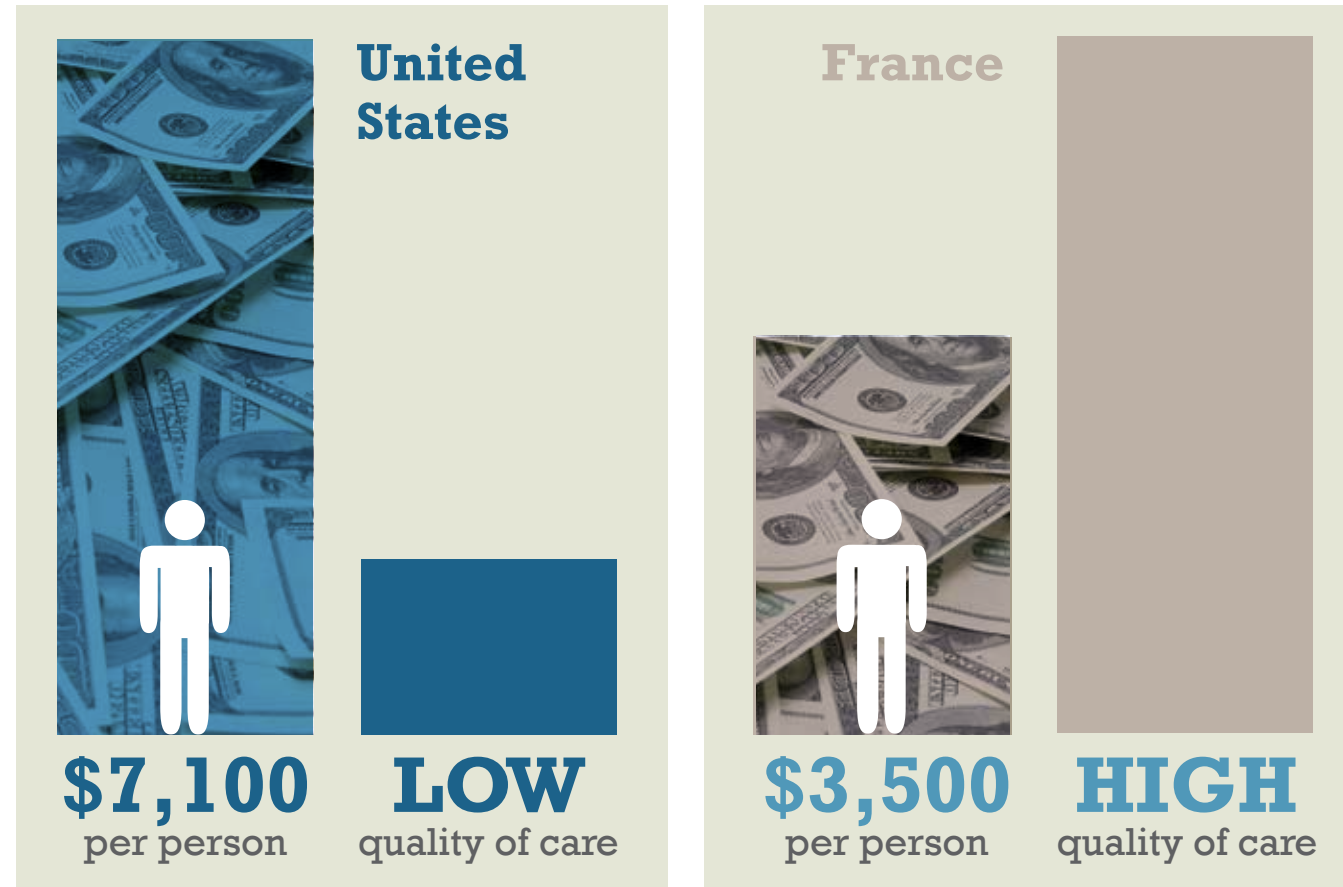 United
States
$7,100
per person
LOW
quality of care
France
$3,500
per person
HIGH
quality of care